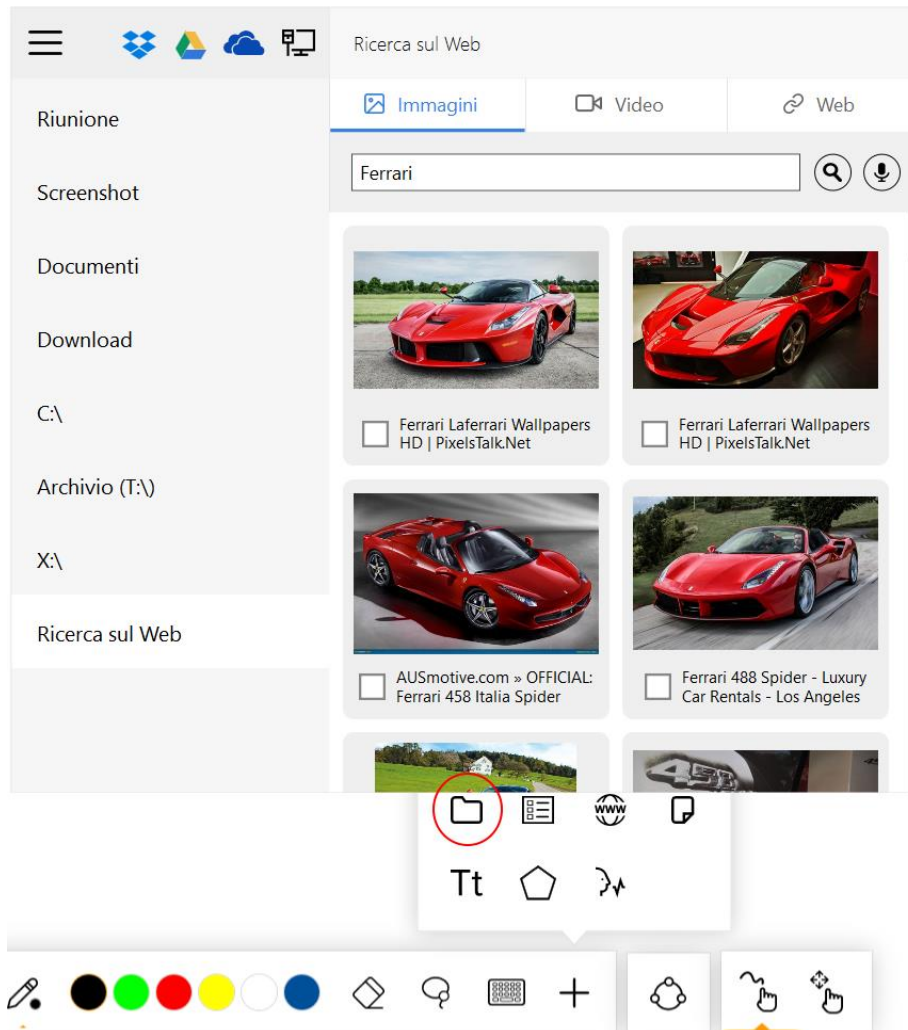 Ricerca sul Web
Riunione
Screenshot
Documenti
Download
C:\
Archivio (T:\)
X:\
Ricerca sul Web
Immagini
Video
Web
Ferrari
Ferrari Laferrari Wallpapers
HD | PixelsTalk.Net
Ferrari Laferrari Wallpapers
HD | PixelsTalk.Net
AUSmotive.com » OFFICIAL:
Ferrari 458 Italia Spider
Ferrari 488 Spider - Luxury
Car Rentals - Los Angeles
458
WWW
Tt